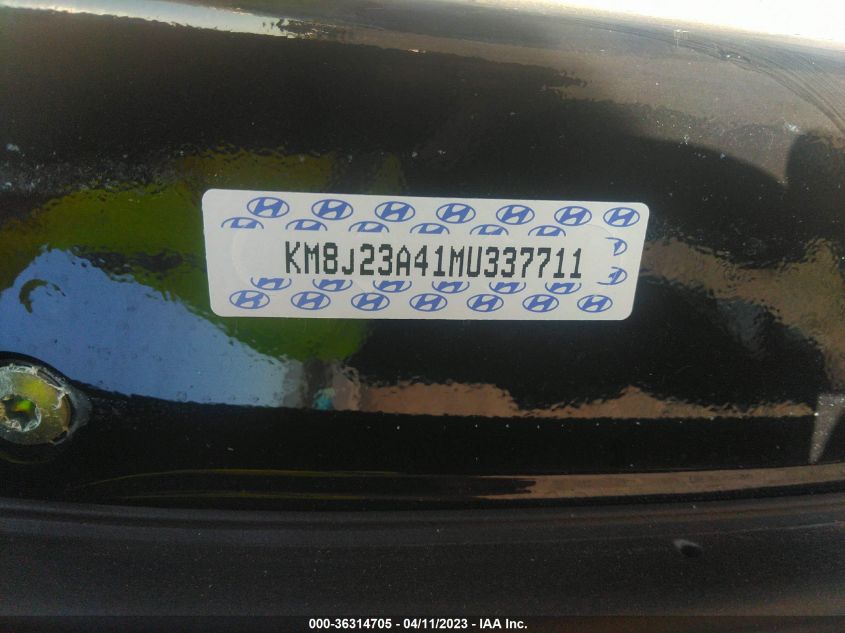 KM8J23A41MU337711
000-36314705 - 04/11/2023 - IAA Inc.